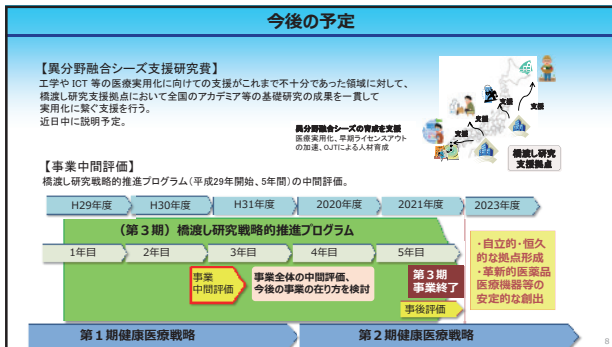 今後の予定
【異分野融合シーズ支援研究費】
工学や ICT 等の医療実用化に向けての支援がこれまで不十分であった領域に対して、
橋渡し研究支援拠点において全国のアカデミア等の基礎研究の成果を一貫して
実用化に繋ぐ支援を行う。
近日中に説明予定。
異分野融合シーズの育成を支援
医療実用化、早期ライセンスアウト
の加速、OJTによる人材育成
支援
支援
支援
支援
橋渡し研究
支援拠点
【事業中間評価】
橋渡し研究戦略的推進プログラム(平成29年開始、5年間)の中間評価。
H29年度
H30年度
H31年度
2020年度
2021年度
2023年度
(第3期)橋渡し研究戦略的推進プログラム
1年目
2年目
3年目
4年目
5年目
事業
中間評価
事業全体の中間評価、
今後の事業の在り方を検討
第3期
事業終了
事後評価
・自立的・恒久
的な拠点形成
・革新的医薬品
医療機器等の
安定的な創出
第1期健康医療戦略
第2期健康医療戦略
8